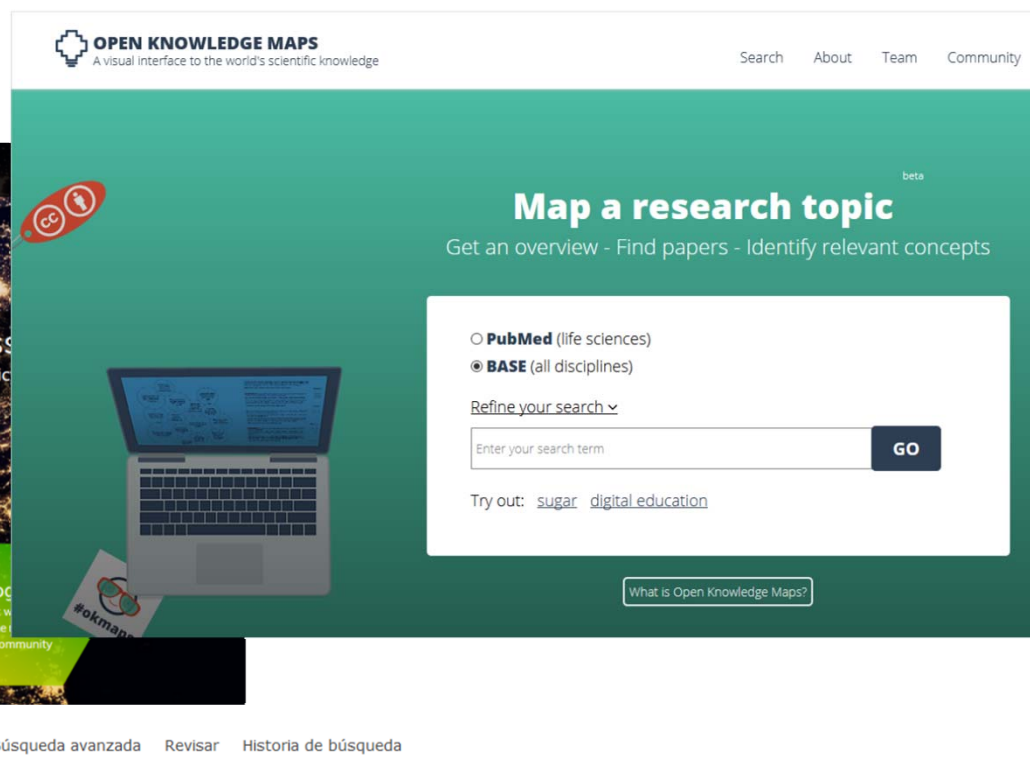 OPEN KNOWLEDGE MAPS
A visual interface to the world's scientific knowledge
Search About Team Community
beta
Map a research topic
Get an overview - Find papers - Identify relevant concepts
PubMed (life sciences)
BASE (all disciplines)
Refine your search
Enter your search term
GO
Try out: sugar digital education
What is Open Knowledge Maps?
#okmaps
ommunity
úsqueda avanzada Revisar Historia de búsqueda